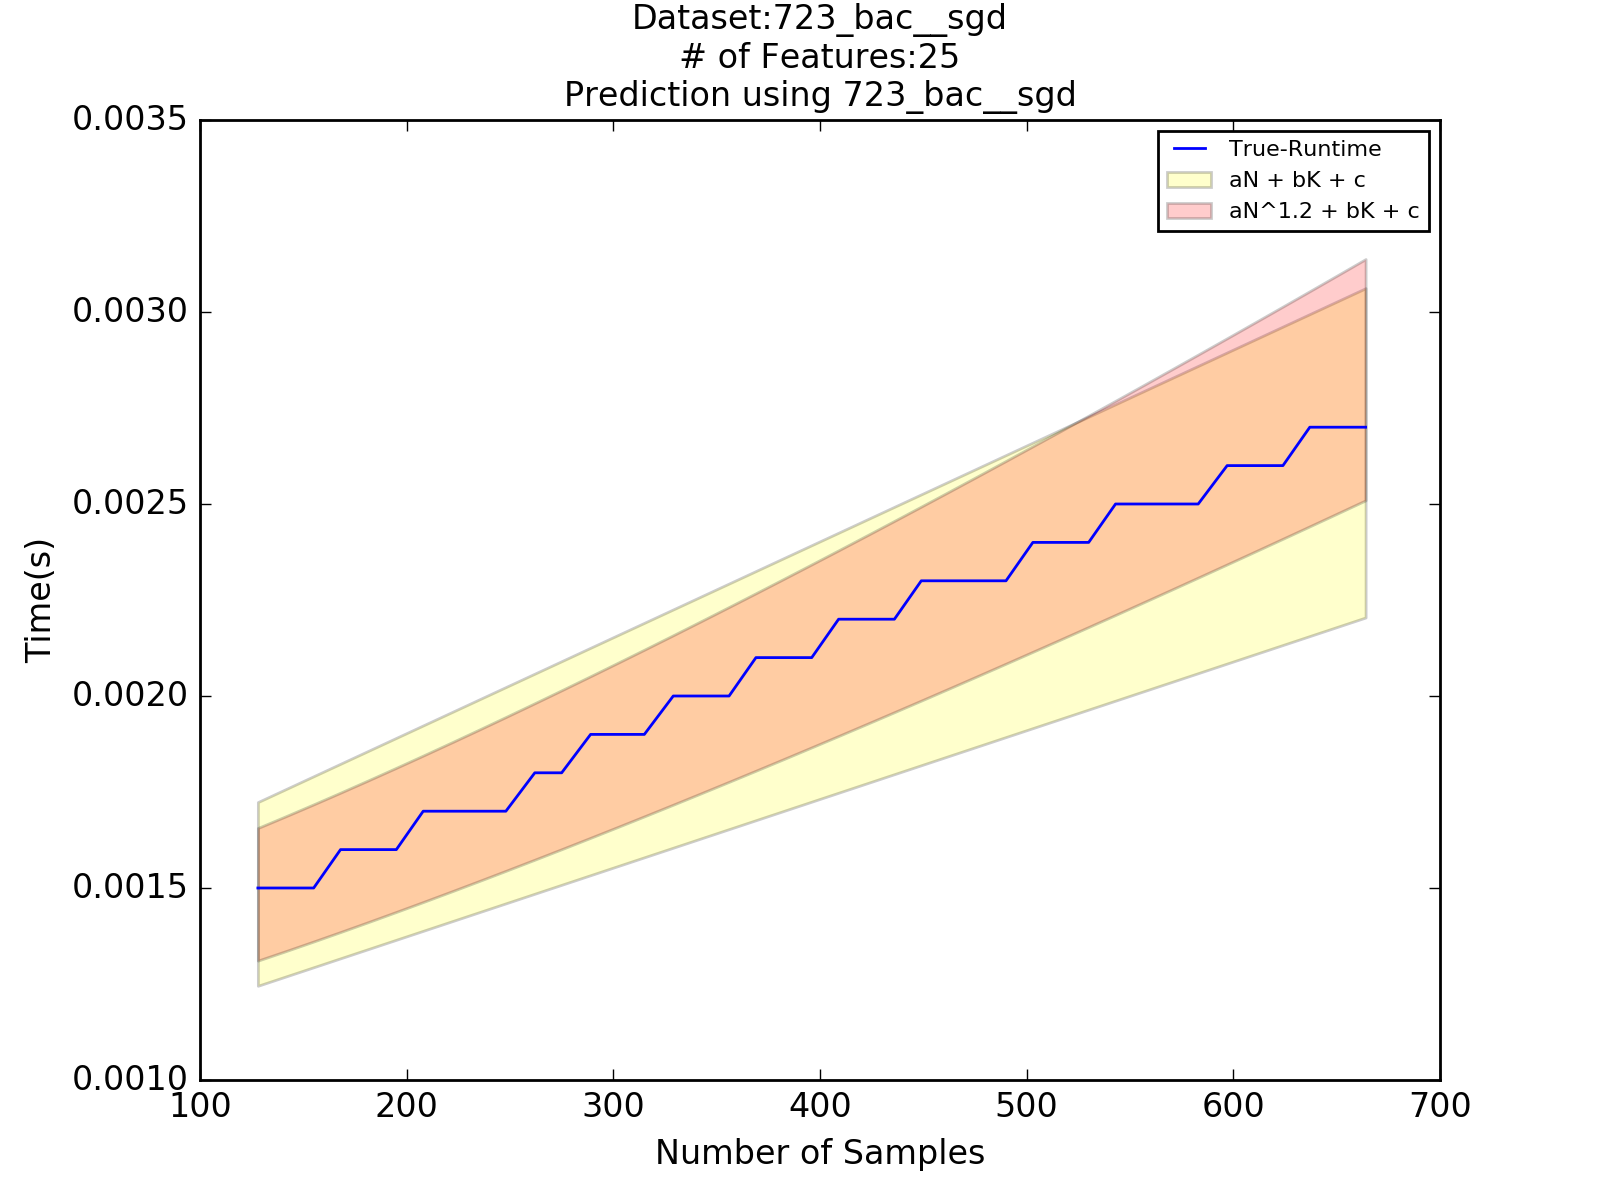 Dataset:723_bac__sgd
# of Features:25
Prediction using 723_bac__sgd
True-Runtime
aN + bK + c
aN^1.2 + bK + c
0.0035
0.0030
0.0025
0.0020
0.0015
0.0010
Time(s)
100 200 300 400 500 600 700
Number of Samples